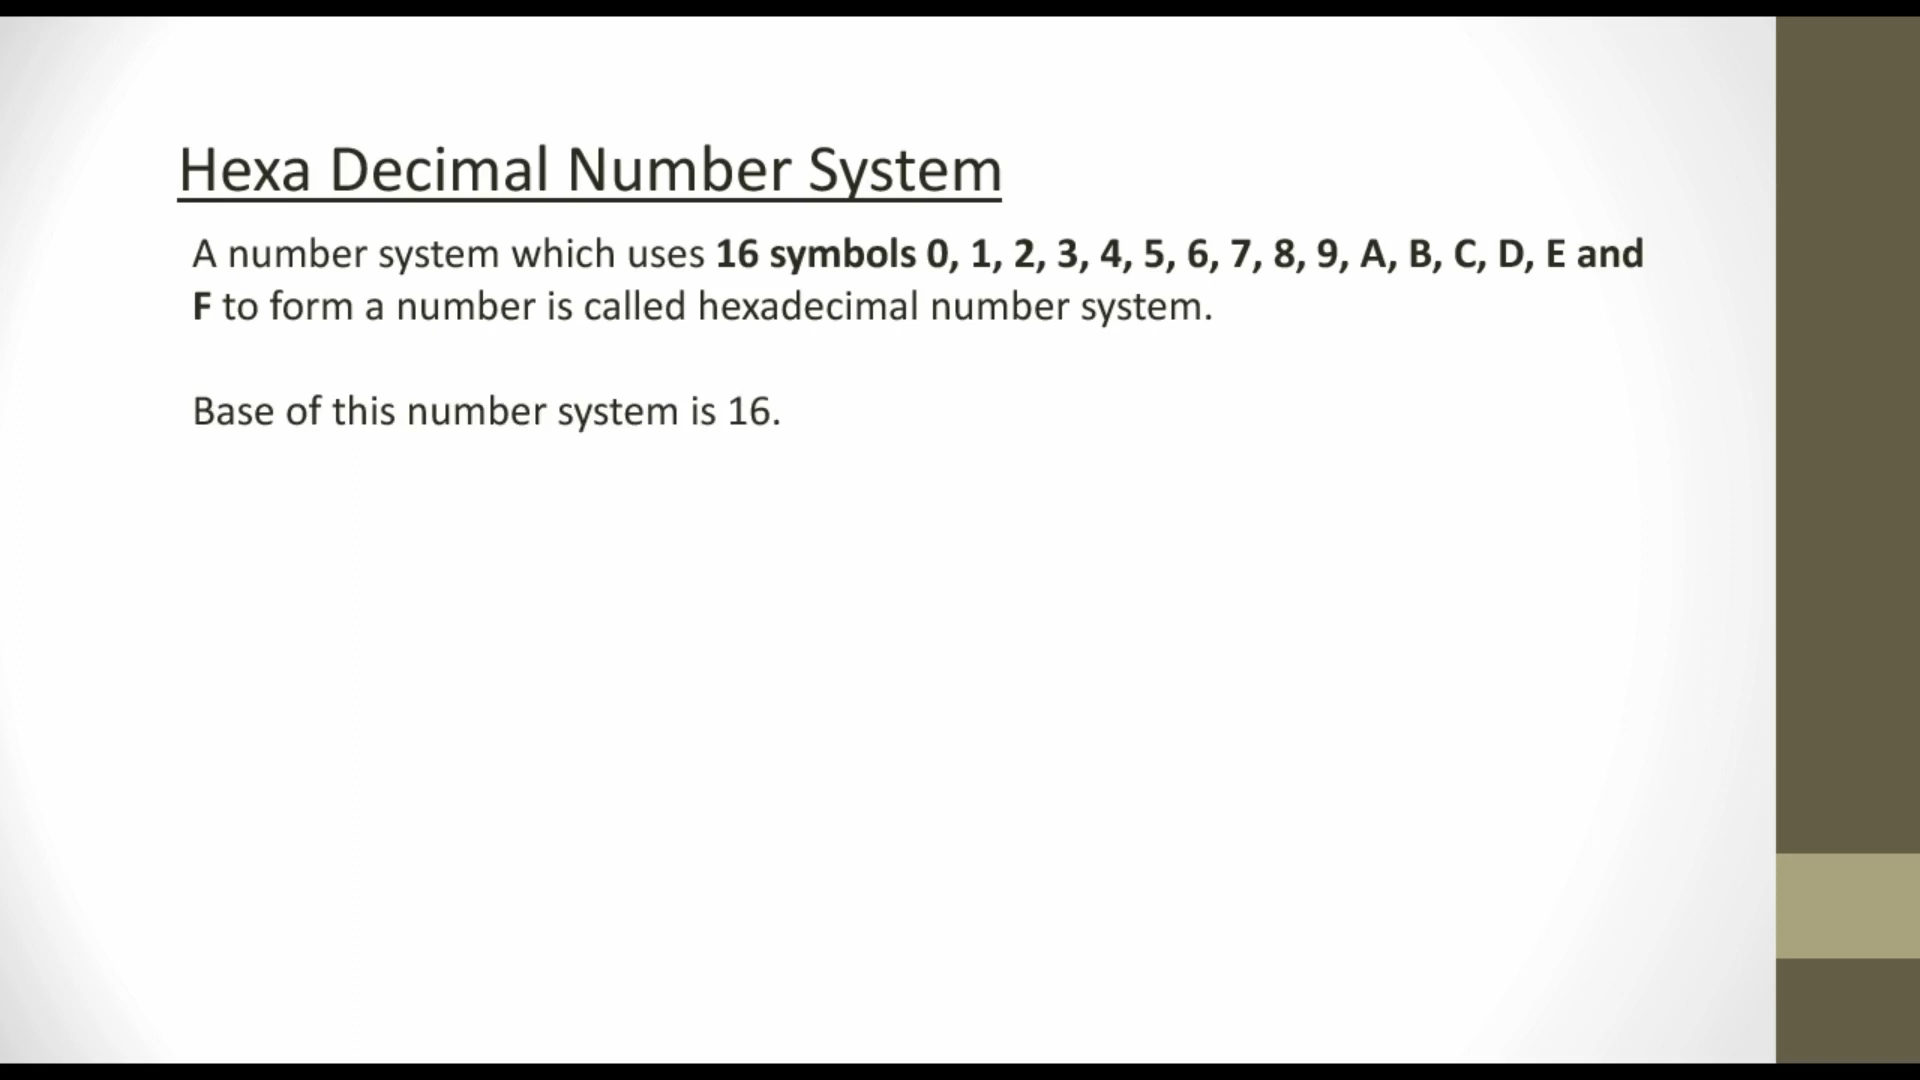 Hexa Decimal Number System
A number system which uses 16 symbols 0, 1, 2, 3, 4, 5, 6, 7, 8, 9, A, B, C, D, E and
F to form a number is called hexadecimal number system.
Base of this number system is 16.